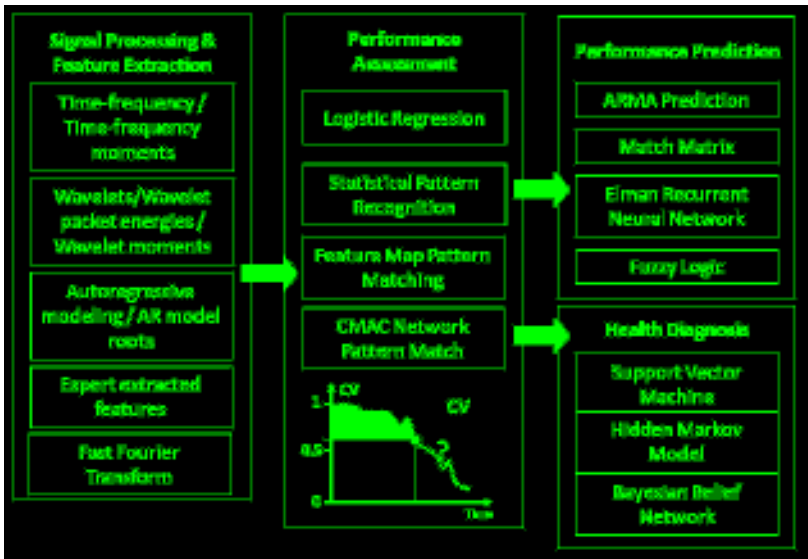 Signal Processing &
Feature Extraction
Time-frequency /
Time-frequency
moments
Wavelets/Wavelet
packet energies /
Wavelet moments
Autoregressive
modeling / AR model
roots
Expert extracted
features
Fast Fourier
Transform
Performance
Assessment
Logistic Regression
Statistical Pattern
Recognition
Feature Map Pattern
Matching
CMAC Network
Pattern Match
CV
CV
1
0.5
?
0
Time
Performance Prediction
ARMA Prediction
Match Matrix
Elman Recurrent
Neural Network
Fuzzy Logic
Health Diagnosis
Support Vector
Machine
Hidden Markov
Model
Bayesian Belief
Network